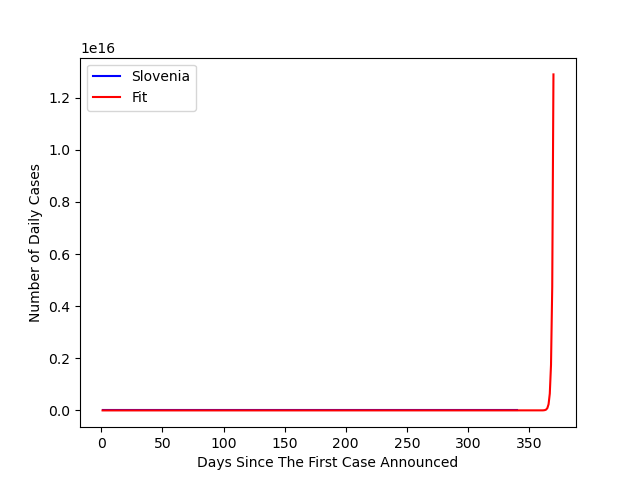 1e16
Slovenia
Fit
1.2
1.0
0.8
0.6
0.4
0.2
0.0
Number of Daily Cases
0 50 100 150 200 250 300 350
Days Since The First Case Announced